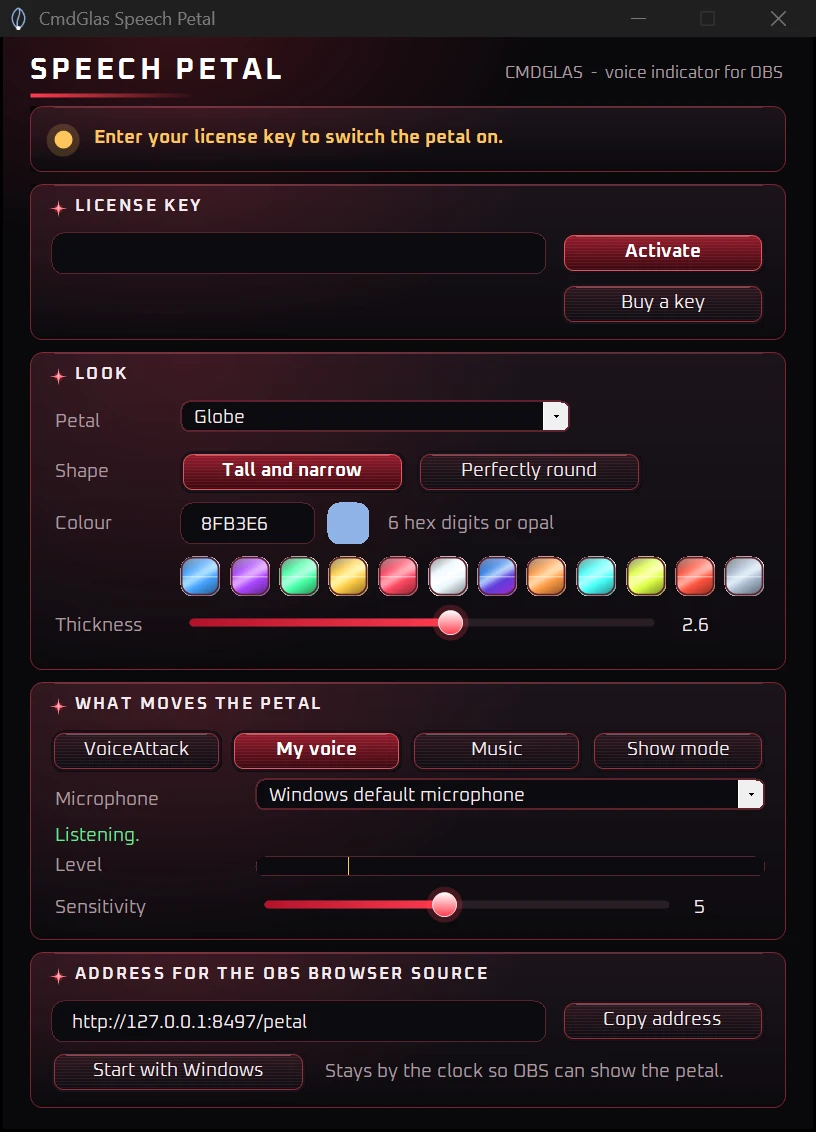 CmdGlas Speech Petal
SPEECH PETAL
CMDGLAS - voice indicator for OBS
Enter your license key to switch the petal on.
LICENSE KEY
Activate
Buy a key
LOOK
Petal
Globe
Shape
Tall and narrow
Perfectly round
Colour
8FB3E6
6 hex digits or opal
Thickness
2.6
WHAT MOVES THE PETAL
VoiceAttack
My voice
Music
Show mode
Microphone
Windows default microphone
Listening.
Level
Sensitivity
5
ADDRESS FOR THE OBS BROWSER SOURCE
http://127.0.0.1:8497/petal
Copy address
Start with Windows
Stays by the clock so OBS can show the petal.